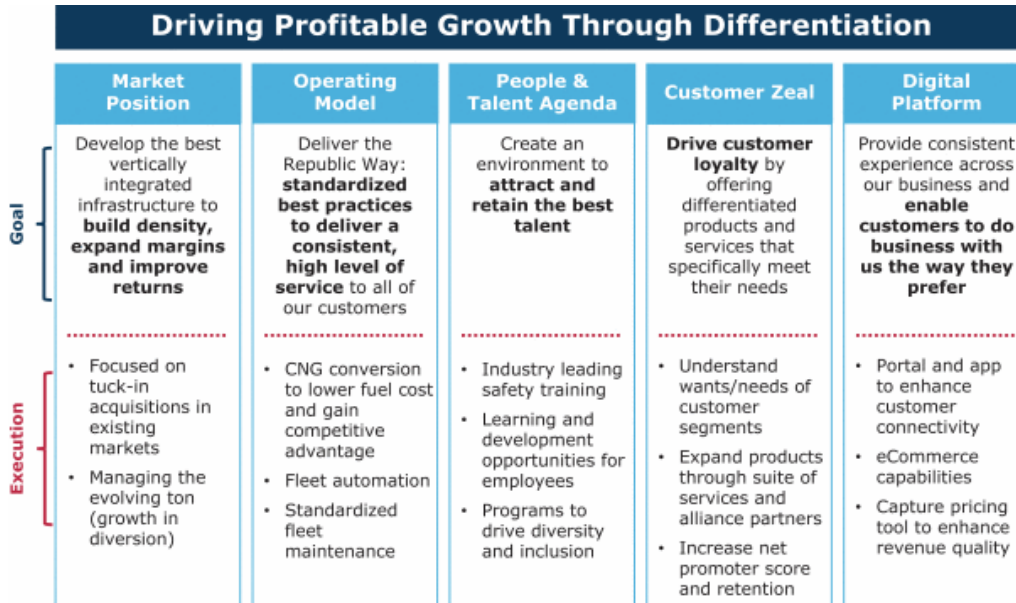 Driving Profitable Growth Through Differentiation
Market
Position
Operating
Model
People &
Talent Agenda
Customer Zeal
Digital
Platform
Goal
Develop the best
vertically
integrated
infrastructure to
build density,
expand margins
and improve
returns
Deliver the
Republic Way:
standardized
best practices
to deliver a
consistent,
high level of
service to all of
our customers
Create an
environment to
attract and
retain the best
talent
Drive customer
loyalty by
offering
differentiated
products and
services that
specifically meet
their needs
Provide consistent
experience across
our business and
enable
customers to do
business with
us the way they
prefer
Execution
• Focused on
tuck-in
acquisitions in
existing
markets
• Managing the
evolving ton
(growth in
diversion)
• CNG conversion
to lower fuel cost
and gain
competitive
advantage
• Fleet automation
• Standardized
fleet
maintenance
• Industry leading
safety training
• Learning and
development
opportunities for
employees
• Programs to
drive diversity
and inclusion
• Understand
wants/needs of
customer
segments
• Expand products
through suite of
services and
alliance partners
• Increase net
promoter score
and retention
• Portal and app
to enhance
customer
connectivity
• eCommerce
capabilities
• Capture pricing
tool to enhance
revenue quality